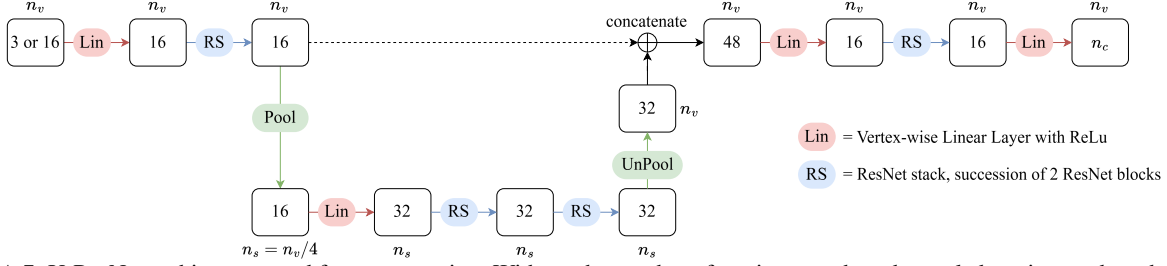 n_v n_v n_v concatenate n_v n_v n_v n_v
3 or 16 Lin 16 RS 16 48 Lin 16 RS 16 Lin n_c
Pool
32 n_v
UnPool
Lin = Vertex-wise Linear Layer with ReLu
RS = ResNet stack, succession of 2 ResNet blocks
16 Lin 32 RS 32 RS 32
n_s = n_v/4 n_s n_s n_s